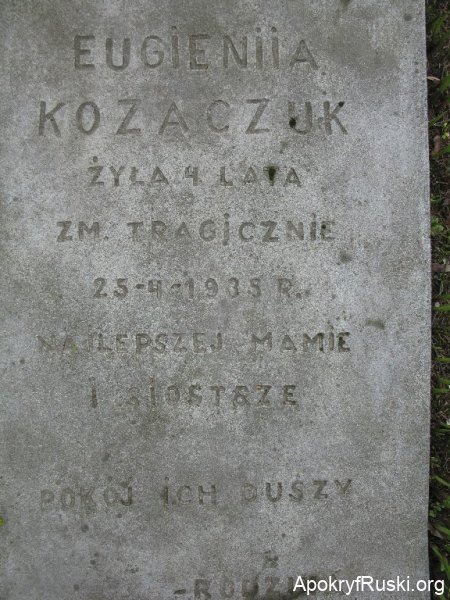 EUGIENIIA
KOZACZUK
ŻYŁA 4 LATA
ZM. TRAGICZNIE
25-4-1935 R.
NAJLEPSZEJ MAMIE
I SIOSTRZE
POKÓJ ICH DUSZY
ApokryfRuski.org